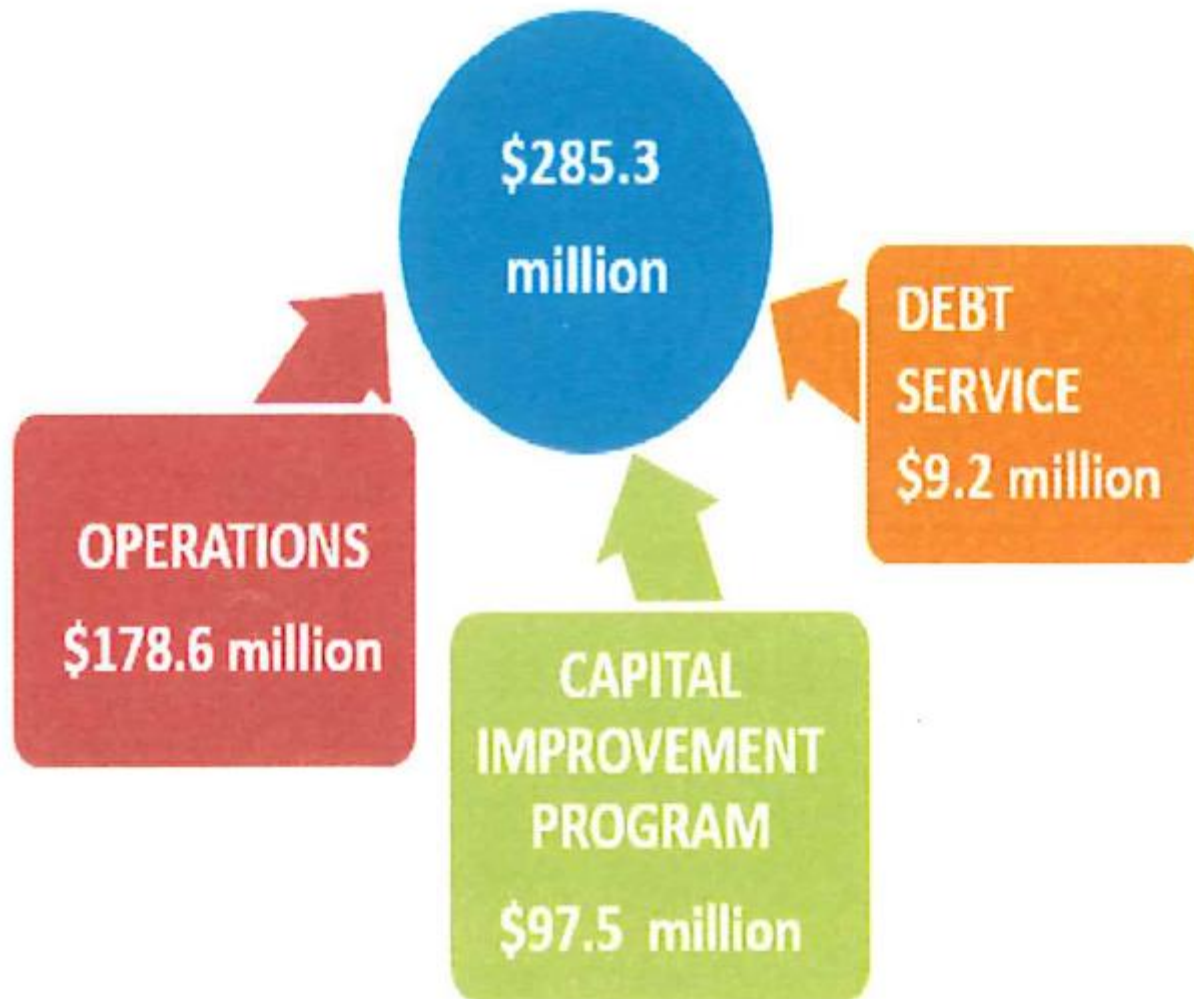 $285.3
million
DEBT
SERVICE
$9.2 million
OPERATIONS
$178.6 million
CAPITAL
IMPROVEMENT
PROGRAM
$97.5 million